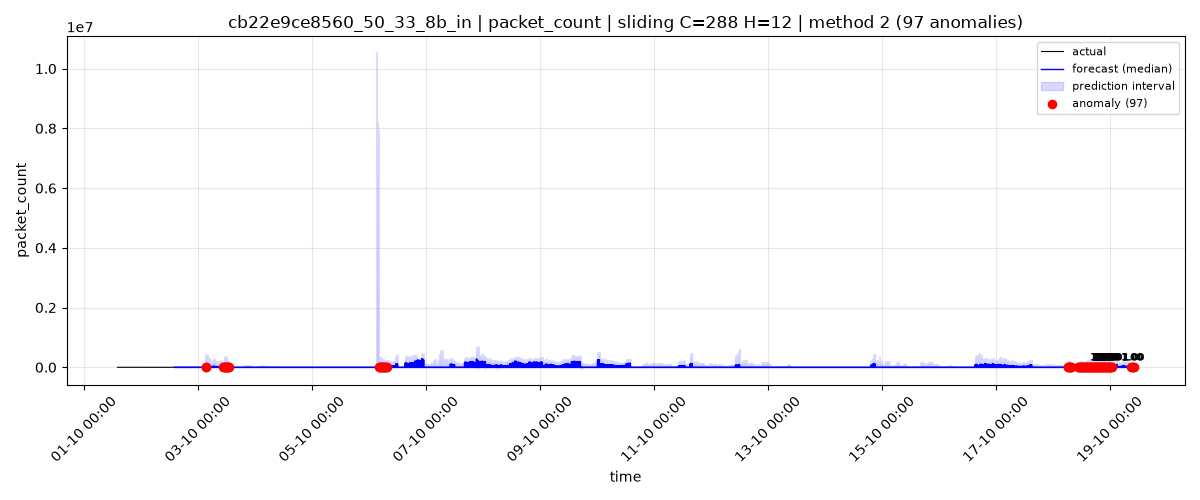 cb22e9ce8560_50_33_8b_in | packet_count | sliding C=288 H=12 | method 2 (97 anomalies)
1e7
actual
forecast (median)
prediction interval
anomaly (97)
1.0
0.8
0.6
0.4
0.2
0.0
packet_count
01-10 00:00
03-10 00:00
05-10 00:00
07-10 00:00
09-10 00:00
11-10 00:00
13-10 00:00
15-10 00:00
17-10 00:00
19-10 00:00
time